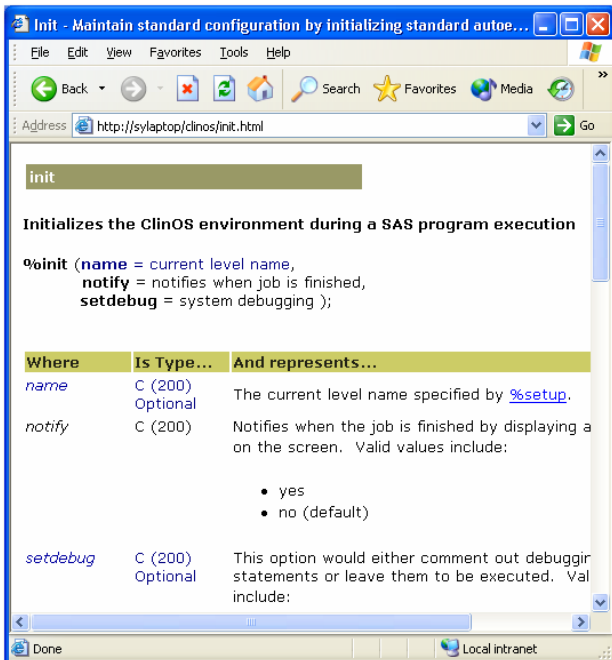 Init - Maintain standard configuration by initializing standard autoe...
File Edit View Favorites Tools Help
Back Search Favorites Media »
Address http://sylaptop/clinos/init.html Go
init
Initializes the ClinOS environment during a SAS program execution
%init (name = current level name,
notify = notifies when job is finished,
setdebug = system debugging );
Where Is Type... And represents...
name C (200) Optional The current level name specified by %setup.
notify C (200) Notifies when the job is finished by displaying a
on the screen. Valid values include:
• yes
• no (default)
setdebug C (200) This option would either comment out debuggin
Optional statements or leave them to be executed. Val
include:
Done Local intranet